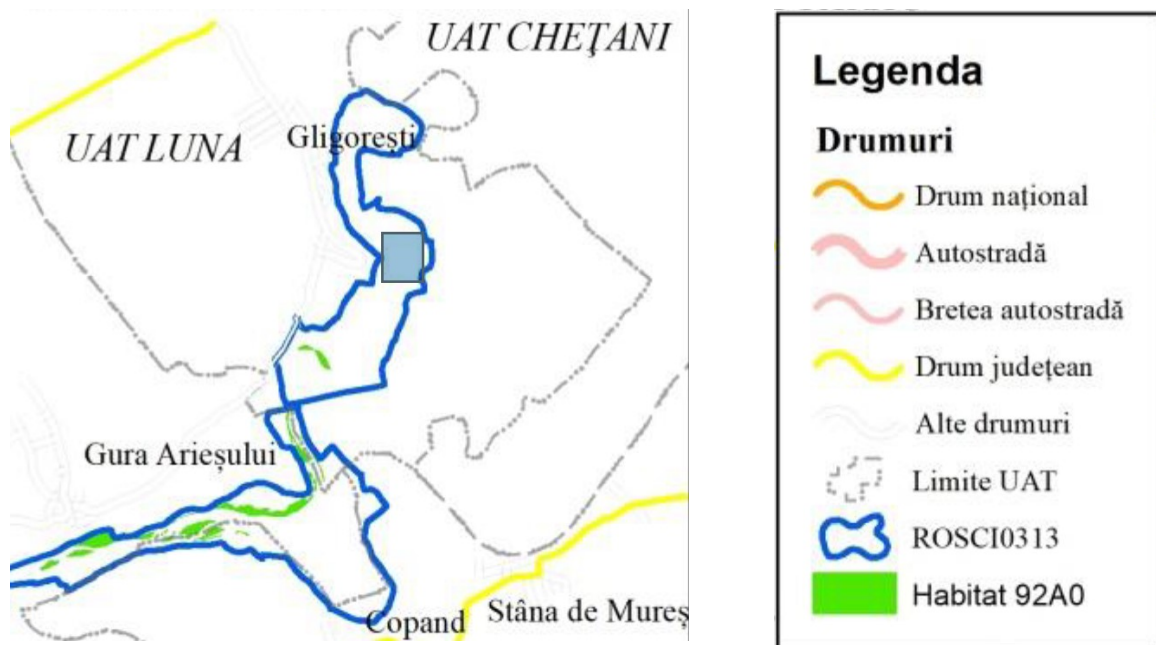 UAT CHEŢANI
Gligorești
UAT LUNA
Gura Arieșului
Copand
Stâna de Mureș
Legenda
Drumuri
Drum național
Autostradă
Bretea autostradă
Drum județean
Alte drumuri
Limite UAT
ROSCI0313
Habitat 92A0